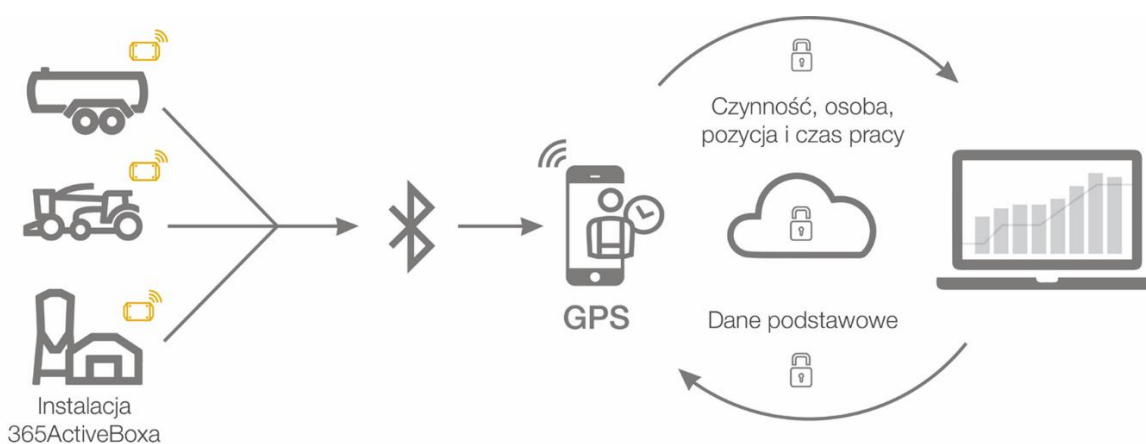 Czynność, osoba,
pozycja i czas pracy
GPS
Dane podstawowe
Instalacja
365ActiveBoxa